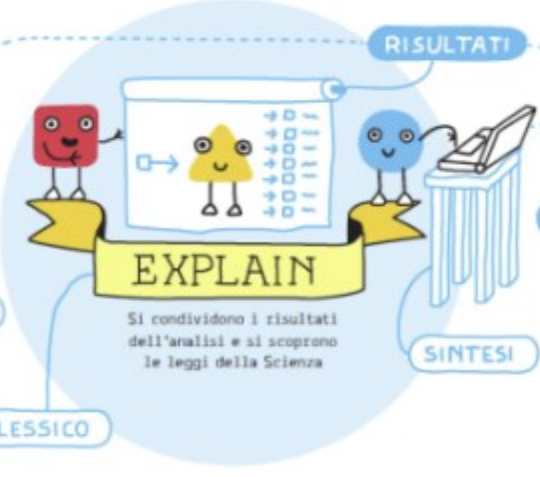 RISULTATI
EXPLAIN
Si condividono i risultati
dell'analisi e si scoprono
le leggi della Scienza
SINTESI
LESSICO